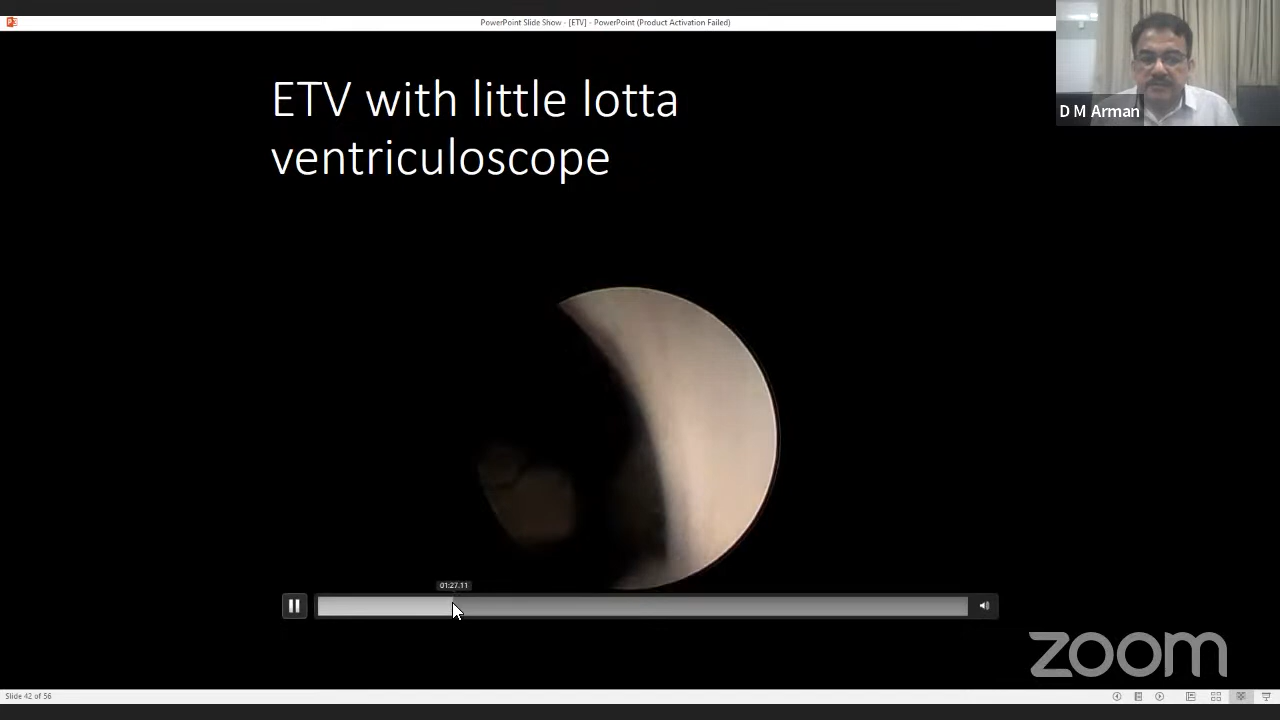 PowerPoint Slide Show - [ETV] - PowerPoint (Product Activation Failed)
D M Arman
ETV with little lotta
ventriculoscope
01:27.11
zoom
Slide 42 of 56